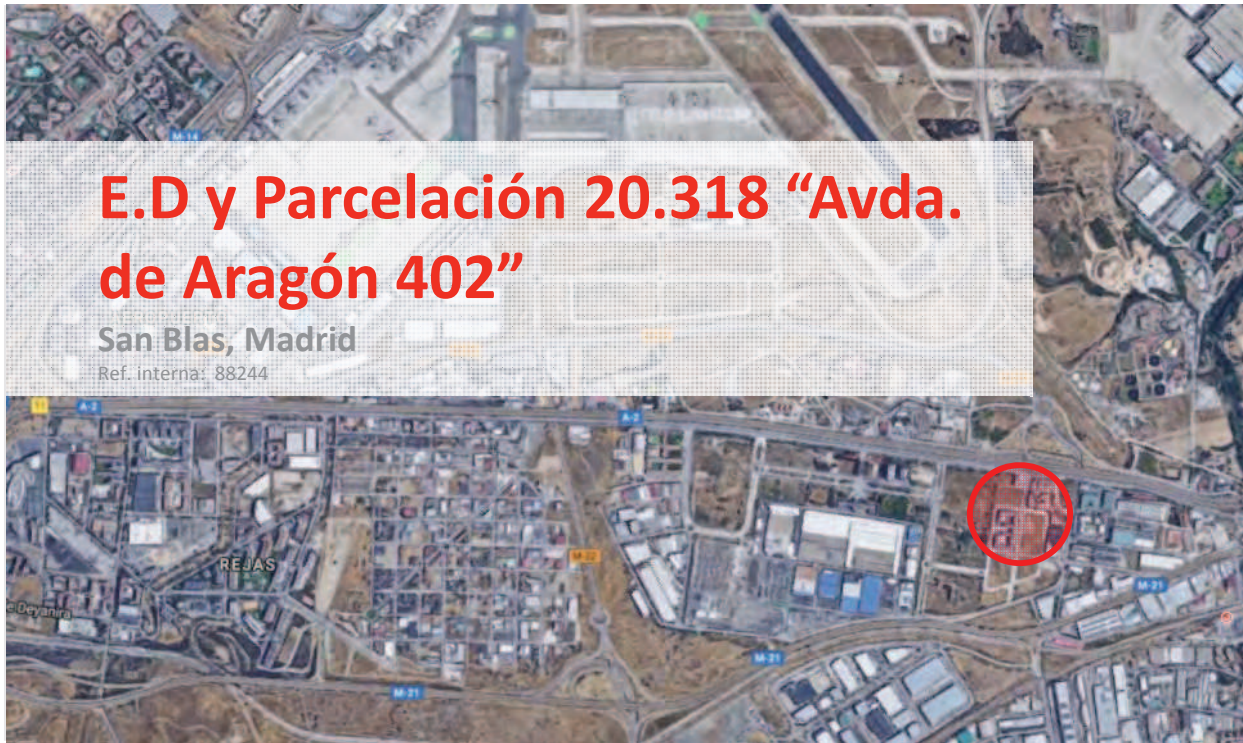 M-14
E.D y Parcelación 20.318 “Avda.
de Aragón 402”
San Blas, Madrid
Ref. interna: 88244
A-2
A-2
REJAS
M-22
e Deyanira
M-21
M-21
M-21